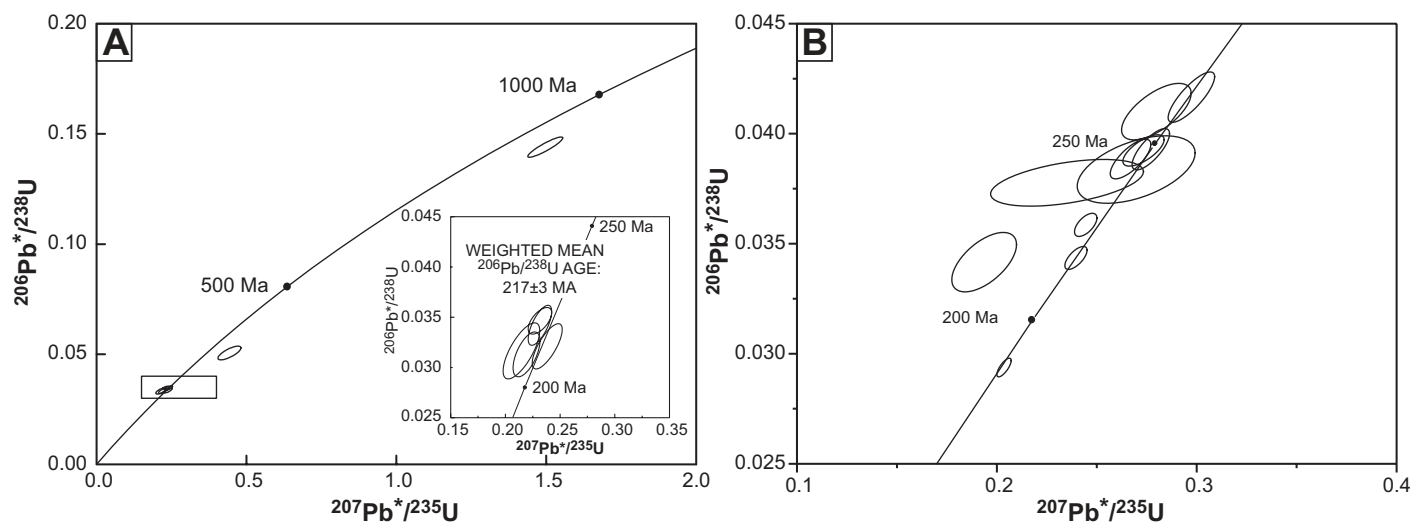 A
0.20
0.15
0.10
0.05
0.00
206Pb*/238U
0.0
0.5
1.0
1.5
2.0
207Pb*/235U
500 Ma
1000 Ma
0.045
0.040
0.035
0.030
0.025
206Pb*/238U
0.15
0.20
0.25
0.30
0.35
207Pb*/235U
250 Ma
WEIGHTED MEAN
206Pb/238U AGE:
217±3 MA
200 Ma
B
0.045
0.040
0.035
0.030
0.025
206Pb*/238U
0.1
0.2
0.3
0.4
207Pb*/235U
250 Ma
200 Ma